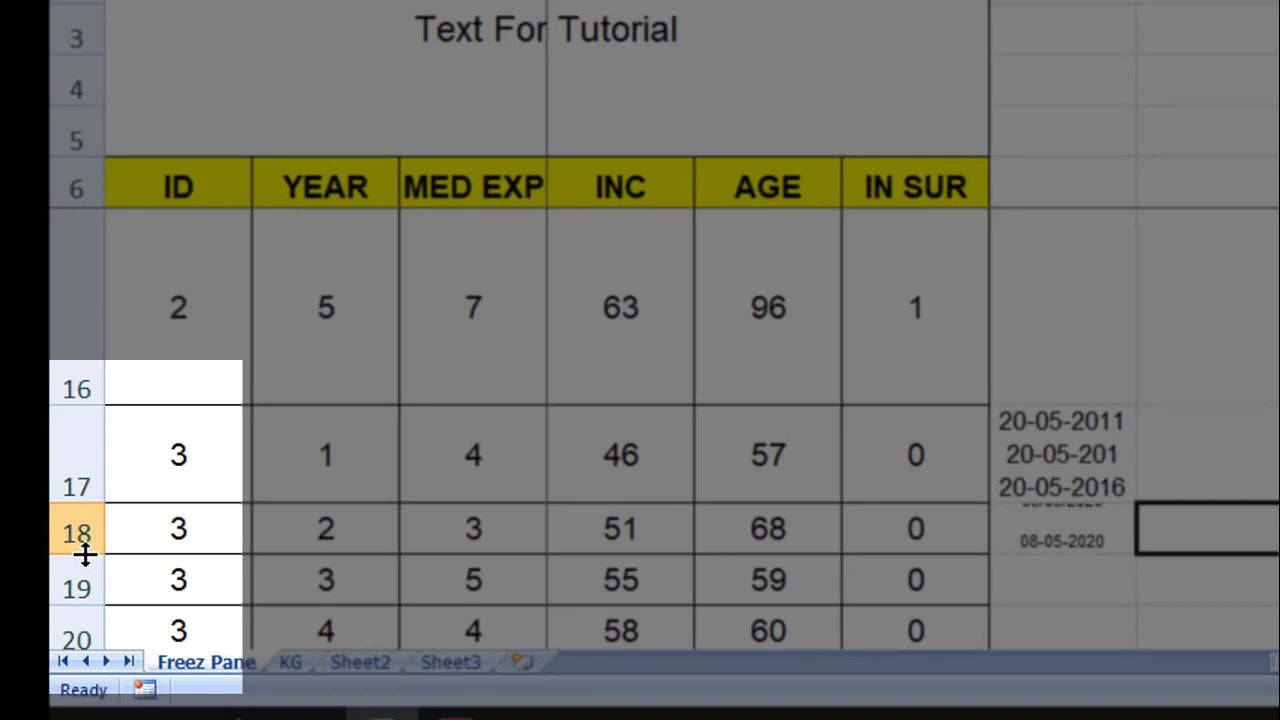 3 Text For Tutorial
4
5
6 ID YEAR MED EXP INC AGE IN SUR
2 5 7 63 96 1
16
20-05-2011
3 1 4 46 57 0 20-05-201
17 20-05-2016
18 3 2 3 51 68 0
08-05-2020
19 3 3 5 55 59 0
20 3 4 4 58 60 0
Freez Pane KG Sheet2 Sheet3
Ready